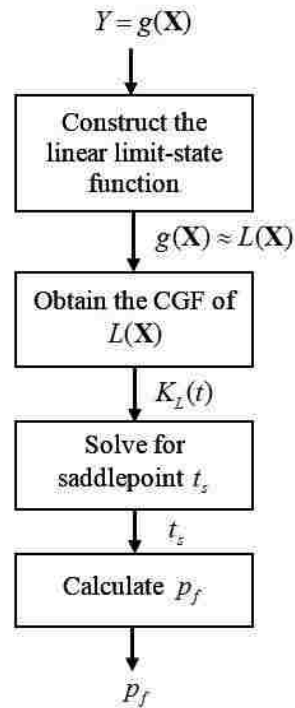 Y = g(X)
Construct the
linear limit-state
function
g(X) ≈ L(X)
Obtain the CGF of
L(X)
K_L(t)
Solve for
saddlepoint t_s
t_s
Calculate p_f
p_f